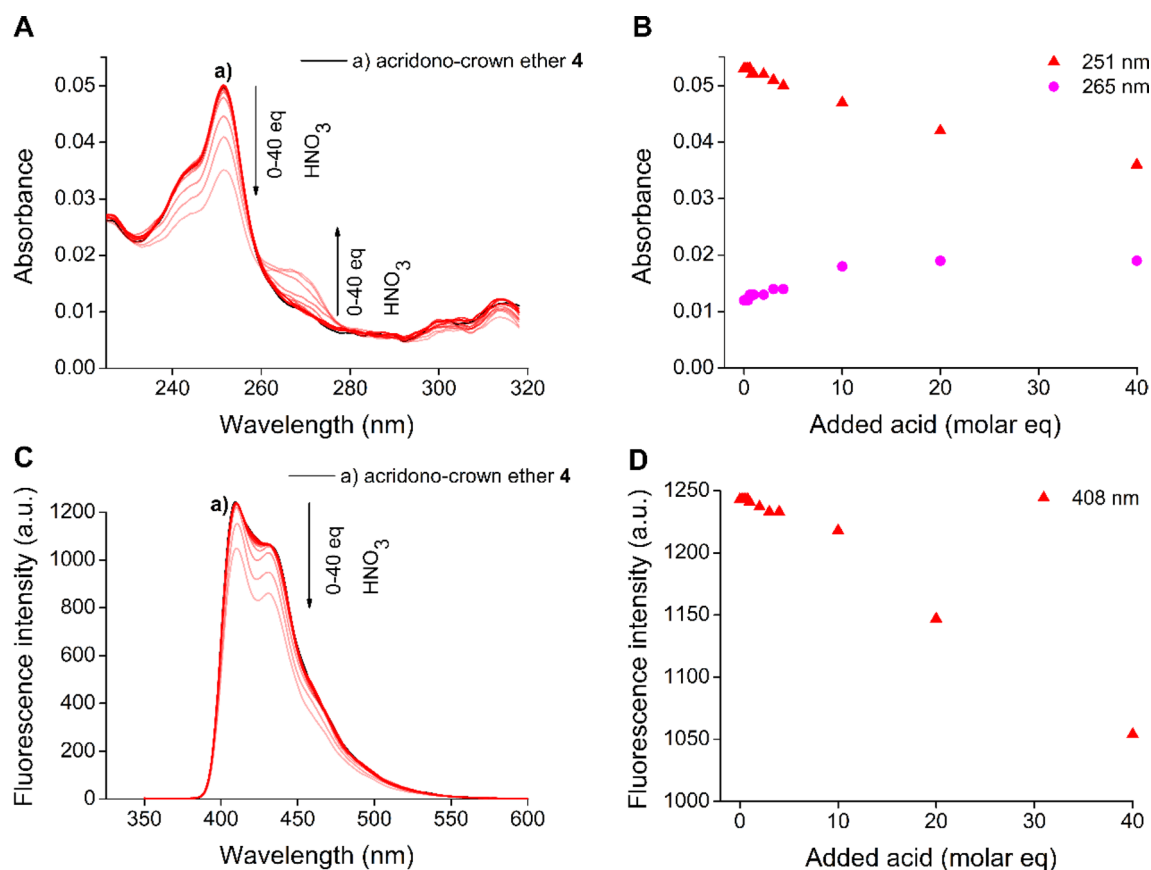 A
a) acridono-crown ether 4
a)
0-40 eq
HNO3
0-40 eq
HNO3
0.05
0.04
0.03
0.02
0.01
0.00
Absorbance
240 260 280 300 320
Wavelength (nm)
B
251 nm
265 nm
0.05
0.04
0.03
0.02
0.01
0.00
Absorbance
0 10 20 30 40
Added acid (molar eq)
C
a) acridono-crown ether 4
a)
0-40 eq
HNO3
1200
1000
800
600
400
200
0
Fluorescence intensity (a.u.)
350 400 450 500 550 600
Wavelength (nm)
D
408 nm
1250
1200
1150
1100
1050
1000
Fluorescence intensity (a.u.)
0 10 20 30 40
Added acid (molar eq)